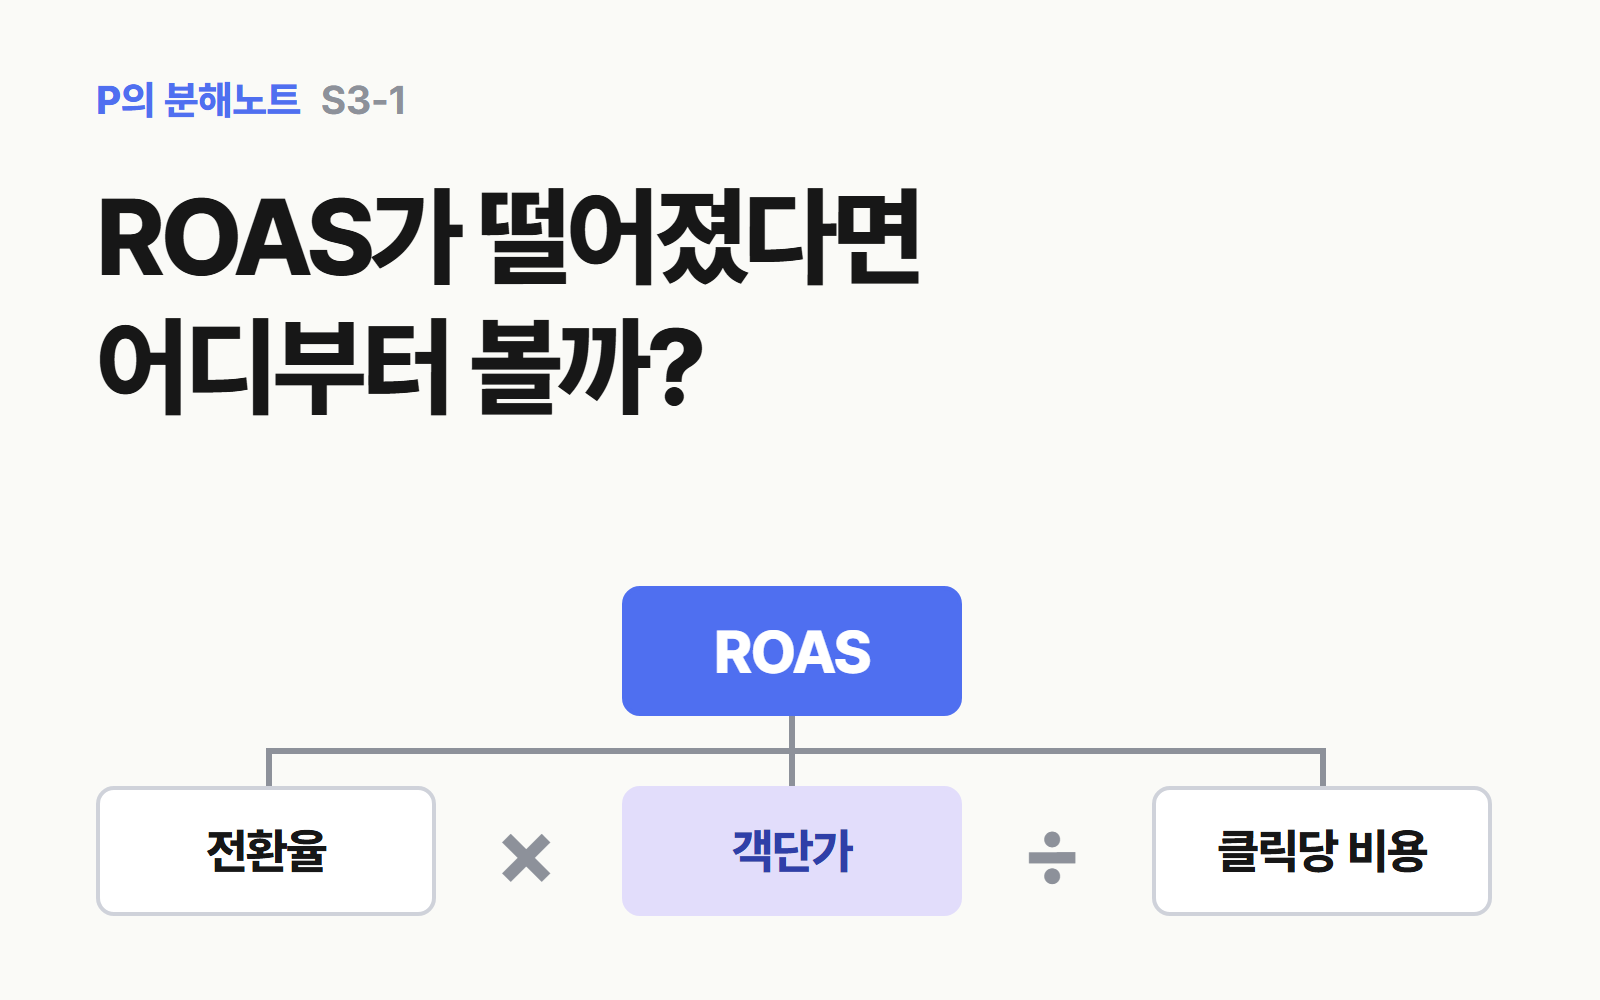 P의 분해노트 S3-1
ROAS가 떨어졌다면
어디부터 볼까?
ROAS
전환율 × 객단가 ÷ 클릭당 비용